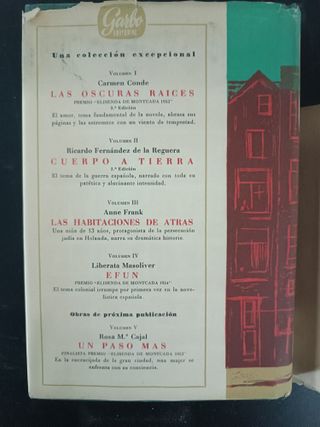 Garbo
EDITORIAL
Una colección excepcional
VOLUMEN I
Carmen Conde
LAS OSCURAS RAICES
PREMIO "ELISENDA DE MONTCADA 1953"
2.ª Edición
El amor, tema fundamental de la novela, abrasa sus
páginas y las estremece con un viento de tempestad.
VOLUMEN II
Ricardo Fernández de la Reguera
CUERPO A TIERRA
2.ª Edición
El tema de la guerra española, narrado con toda su
patética y alucinante intensidad.
VOLUMEN III
Anne Frank
LAS HABITACIONES DE ATRAS
Una niña de 13 años, protagonista de la persecución
judía en Holanda, narra su dramática historia.
VOLUMEN IV
Liberata Masoliver
EFUN
PREMIO "ELISENDA DE MONTCADA 1954"
El tema colonial irrumpe por primera vez en la nove-
lística española.
Obras de próxima publicación
VOLUMEN V
Rosa M.ª Cajal
UN PASO MAS
FINALISTA PREMIO "ELISENDA DE MONTCADA 1953"
En la encrucijada de la gran ciudad, una mujer se
enfrenta con su conciencia.